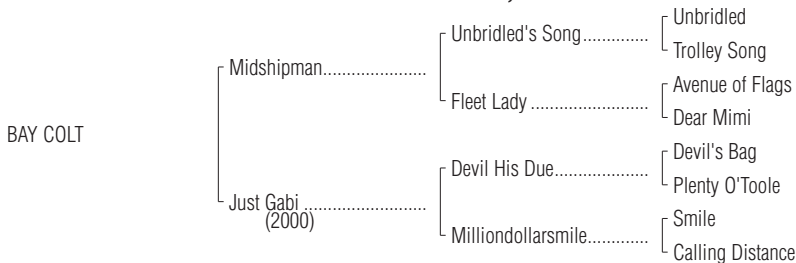 Unbridled
Unbridled's Song..............
Trolley Song
Midshipman.......................
Avenue of Flags
Fleet Lady .........................
Dear Mimi
BAY COLT
Devil's Bag
Devil His Due....................
Plenty O'Toole
Just Gabi ...........................
(2000)
Smile
Milliondollarsmile.............
Calling Distance